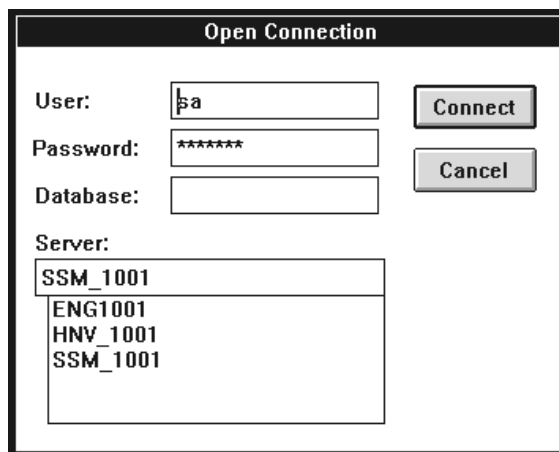 Open Connection
User: sa
Connect
Password: *******
Cancel
Database:
Server:
SSM_1001
ENG1001
HNV_1001
SSM_1001